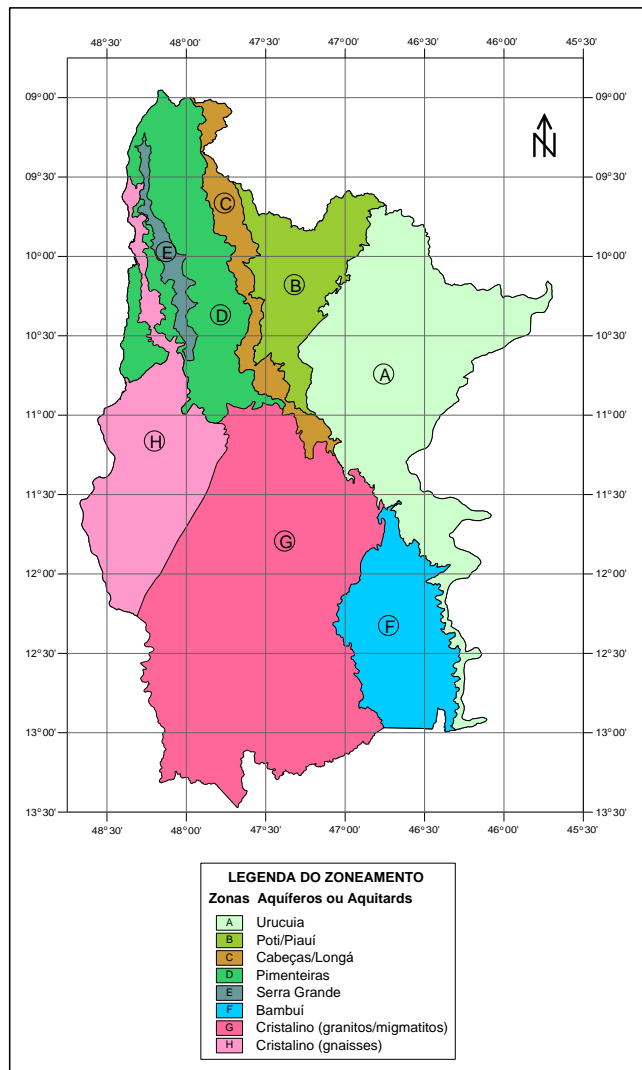 48°30' 48°00' 47°30' 47°00' 46°30' 46°00' 45°30'
09°00' 09°00'
N
09°30' 09°30'
C
10°00' E 10°00'
B
D
10°30' 10°30'
A
11°00' 11°00'
H
11°30' 11°30'
G
12°00' 12°00'
F
12°30' 12°30'
13°00' 13°00'
13°30' 13°30'
48°30' 48°00' 47°30' 47°00' 46°30' 46°00' 45°30'
LEGENDA DO ZONEAMENTO
Zonas Aquíferos ou Aquitards
A Urucuia
B Poti/Piauí
C Cabeças/Longá
D Pimenteiras
E Serra Grande
F Bambuí
G Cristalino (granitos/migmatitos)
H Cristalino (gnaisses)